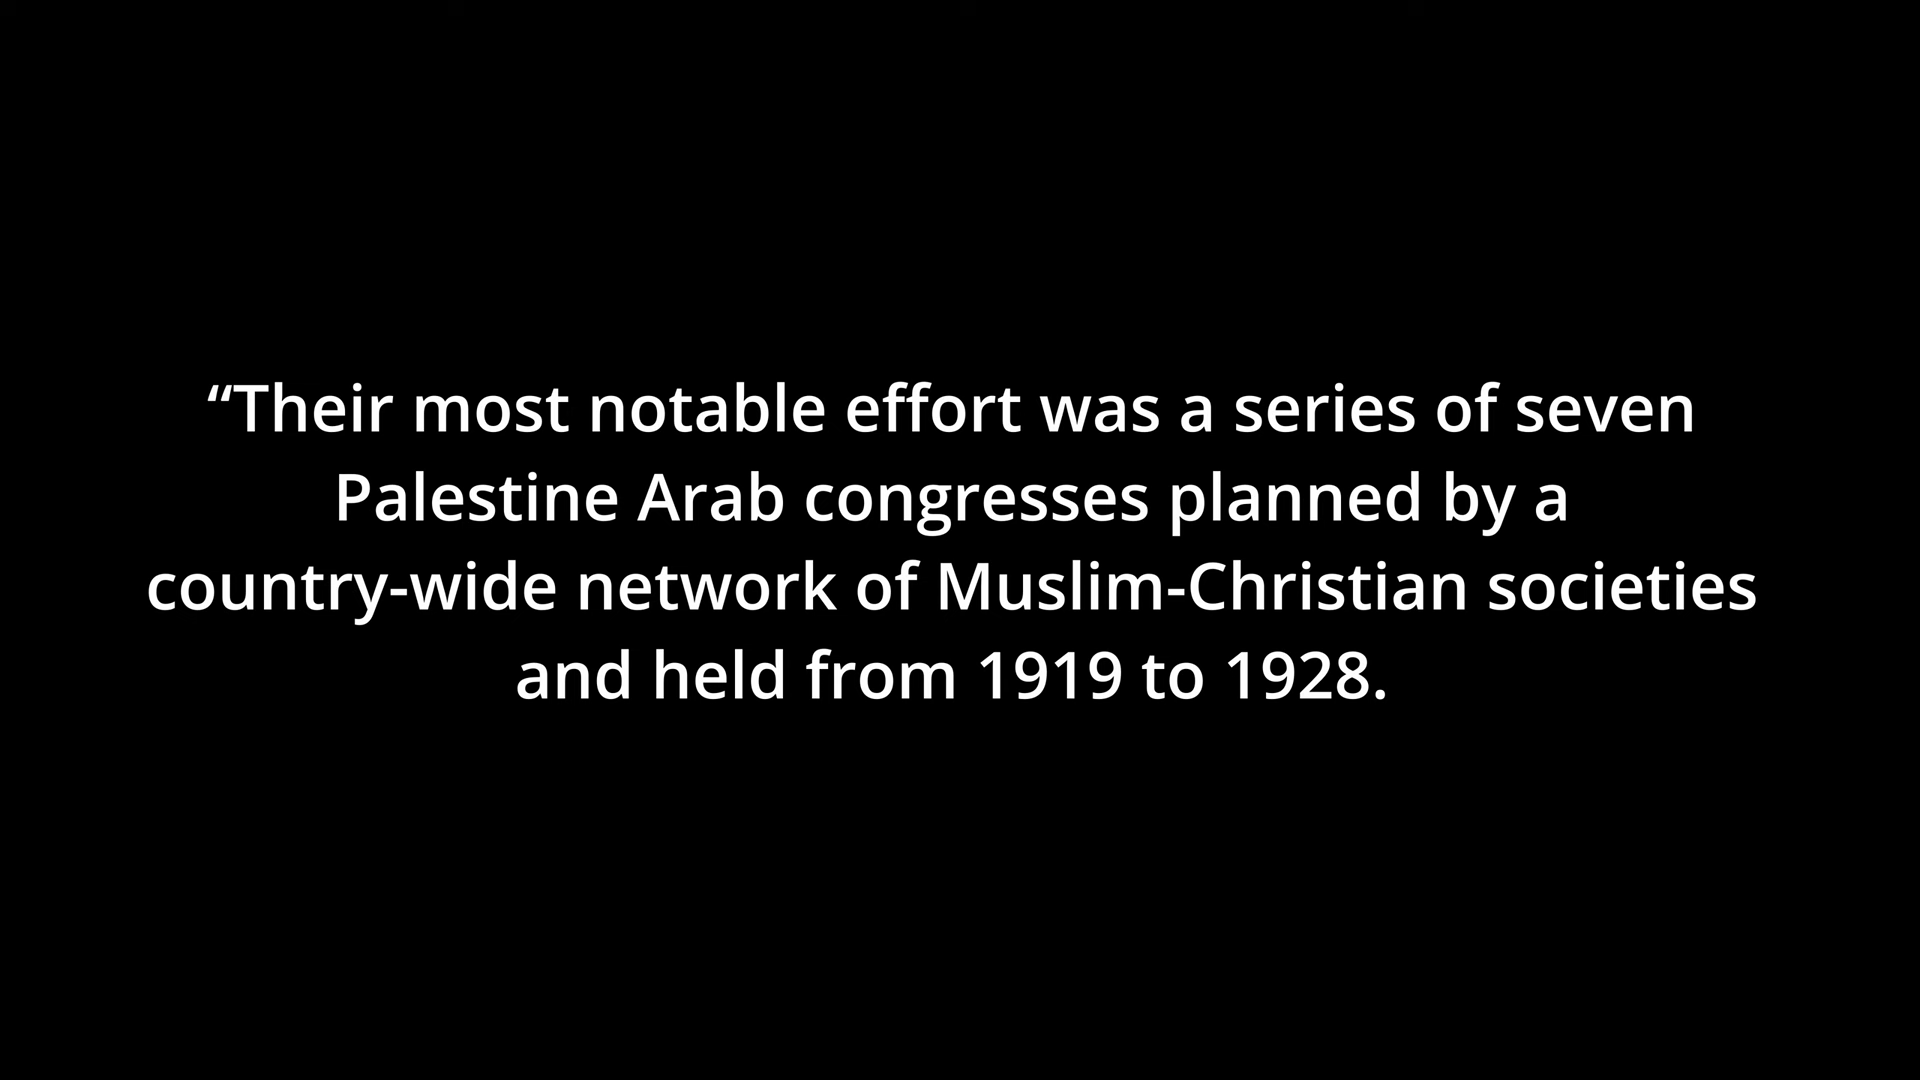 “Their most notable effort was a series of seven
Palestine Arab congresses planned by a
country-wide network of Muslim-Christian societies
and held from 1919 to 1928.